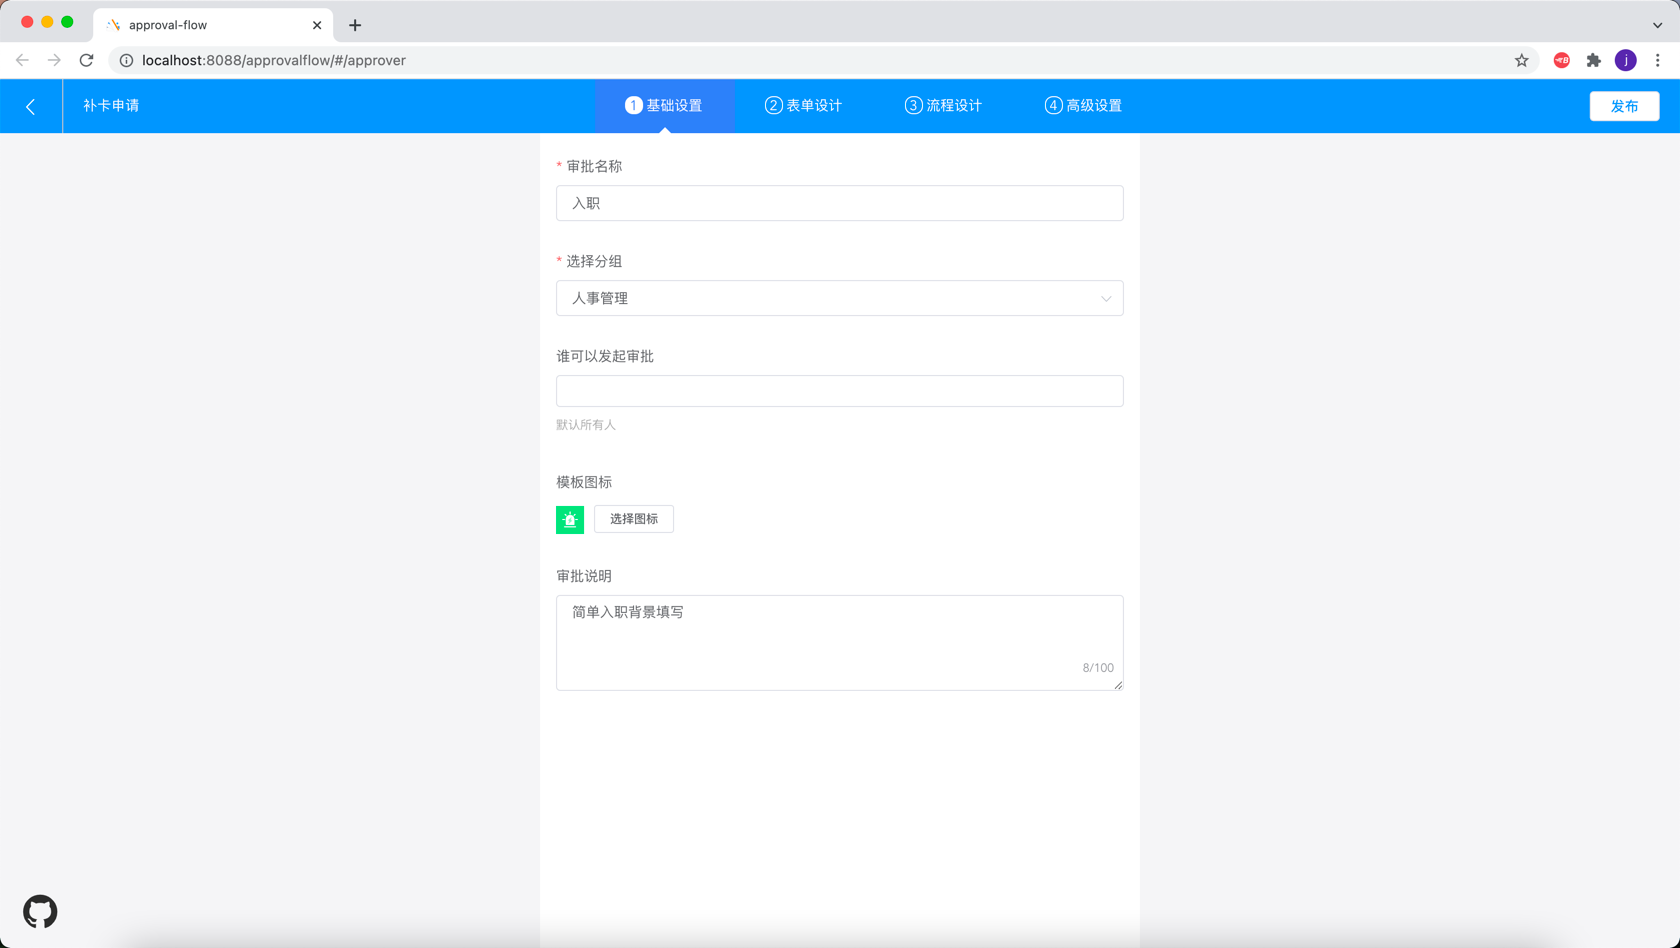 approval-flow
localhost:8088/approvalflow/#/approver
j
补卡申请
1 基础设置
2 表单设计
3 流程设计
4 高级设置
发布
* 审批名称
入职
* 选择分组
人事管理
谁可以发起审批
默认所有人
模板图标
选择图标
审批说明
简单入职背景填写
8/100